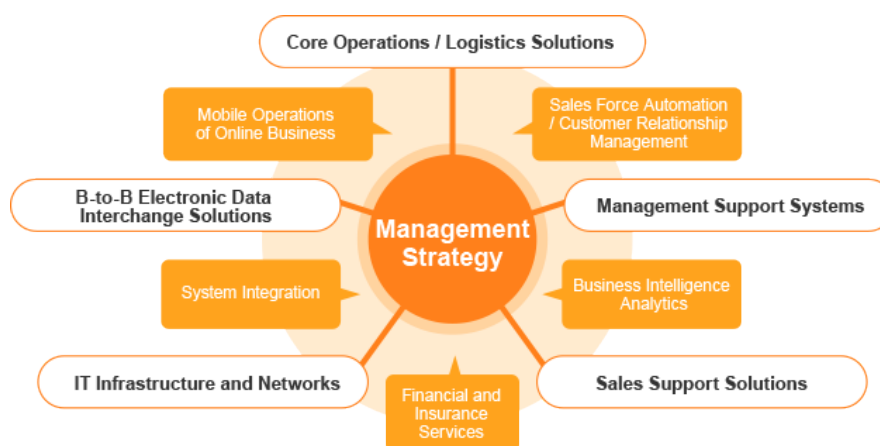 Core Operations / Logistics Solutions
Mobile Operations
of Online Business
Sales Force Automation
/ Customer Relationship
Management
B-to-B Electronic Data
Interchange Solutions
Management
Strategy
Management Support Systems
System Integration
Business Intelligence
Analytics
IT Infrastructure and Networks
Financial and
Insurance
Services
Sales Support Solutions